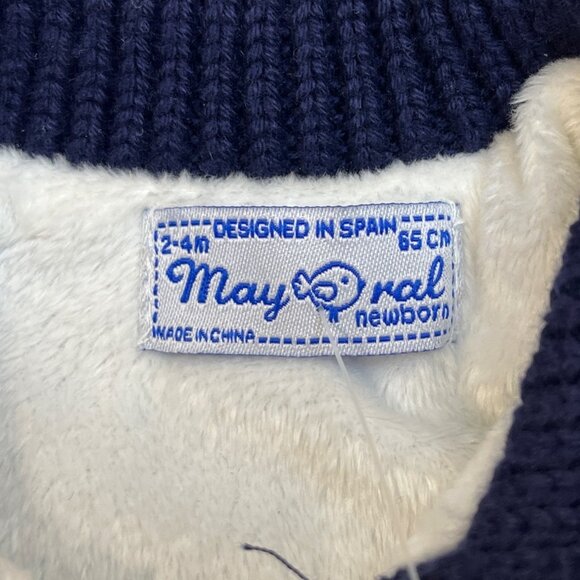 DESIGNED IN SPAIN
2-4m 65 Cm
Mayoral
newborn
MADE IN CHINA